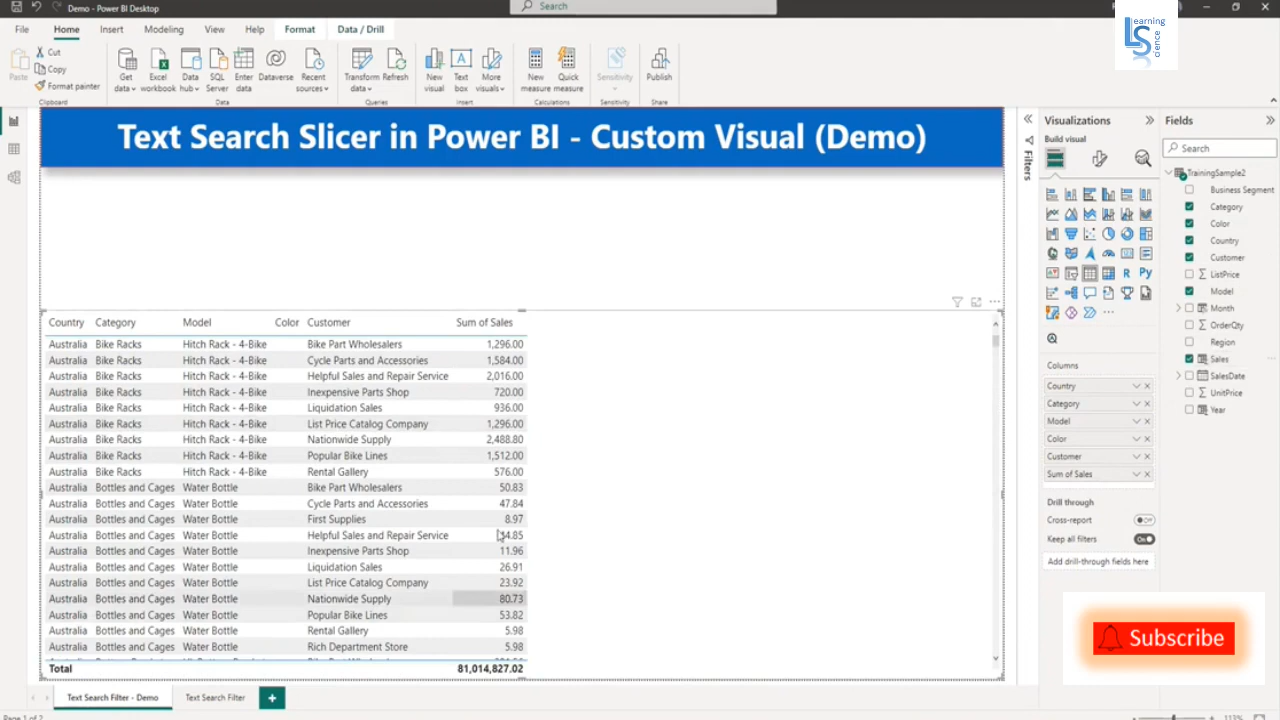 Demo - Power BI Desktop
Search
Learning
Science
File Home Insert Modeling View Help Format Data / Drill
Paste
Cut
Copy
Format painter
Get data
Excel workbook
Data hub
SQL Server
Enter data
Dataverse
Recent sources
Transform data
Refresh
New visual
Text box
More visuals
New measure
Quick measure
Sensitivity
Publish
Clipboard Data Queries Insert Calculations Sensitivity Share
Text Search Slicer in Power BI - Custom Visual (Demo)
Country Category Model Color Customer Sum of Sales
Australia Bike Racks Hitch Rack - 4-Bike Bike Part Wholesalers 1,296.00
Australia Bike Racks Hitch Rack - 4-Bike Cycle Parts and Accessories 1,584.00
Australia Bike Racks Hitch Rack - 4-Bike Helpful Sales and Repair Service 2,016.00
Australia Bike Racks Hitch Rack - 4-Bike Inexpensive Parts Shop 720.00
Australia Bike Racks Hitch Rack - 4-Bike Liquidation Sales 936.00
Australia Bike Racks Hitch Rack - 4-Bike List Price Catalog Company 1,296.00
Australia Bike Racks Hitch Rack - 4-Bike Nationwide Supply 2,488.80
Australia Bike Racks Hitch Rack - 4-Bike Popular Bike Lines 1,512.00
Australia Bike Racks Hitch Rack - 4-Bike Rental Gallery 576.00
Australia Bottles and Cages Water Bottle Bike Part Wholesalers 50.83
Australia Bottles and Cages Water Bottle Cycle Parts and Accessories 47.84
Australia Bottles and Cages Water Bottle First Supplies 8.97
Australia Bottles and Cages Water Bottle Helpful Sales and Repair Service
Australia Bottles and Cages Water Bottle Inexpensive Parts Shop 11.96
Australia Bottles and Cages Water Bottle Liquidation Sales 26.91
Australia Bottles and Cages Water Bottle List Price Catalog Company 23.92
Australia Bottles and Cages Water Bottle Nationwide Supply 80.73
Australia Bottles and Cages Water Bottle Popular Bike Lines 53.82
Australia Bottles and Cages Water Bottle Rental Gallery 5.98
Australia Bottles and Cages Water Bottle Rich Department Store 5.98
Total 81,014,827.02
Filters
Visualizations
Build visual
R Py
Columns
Country
Category
Model
Color
Customer
Sum of Sales
Drill through
Cross-report Off
Keep all filters On
Add drill-through fields here
Fields
Search
TrainingSample2
Business Segment
Category
Color
Country
Customer
ListPrice
Model
Month
OrderQty
Region
Sales
SalesDate
UnitPrice
Year
Subscribe
Text Search Filter - Demo Text Search Filter +
Page 1 of 2
113%